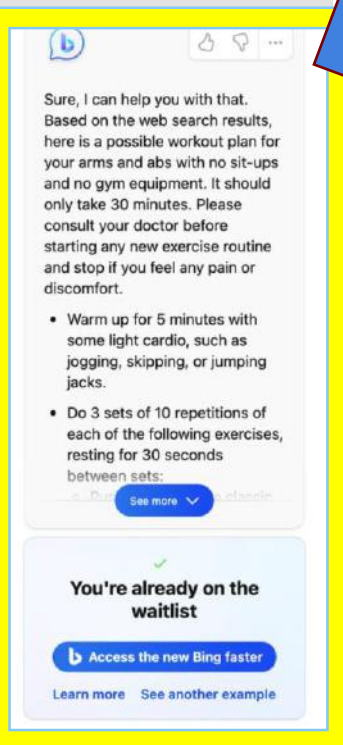 Sure, I can help you with that.
Based on the web search results,
here is a possible workout plan for
your arms and abs with no sit-ups
and no gym equipment. It should
only take 30 minutes. Please
consult your doctor before
starting any new exercise routine
and stop if you feel any pain or
discomfort.
• Warm up for 5 minutes with
some light cardio, such as
jogging, skipping, or jumping
jacks.
• Do 3 sets of 10 repetitions of
each of the following exercises,
resting for 30 seconds
between sets:
See more
You're already on the
waitlist
Access the new Bing faster
Learn more See another example